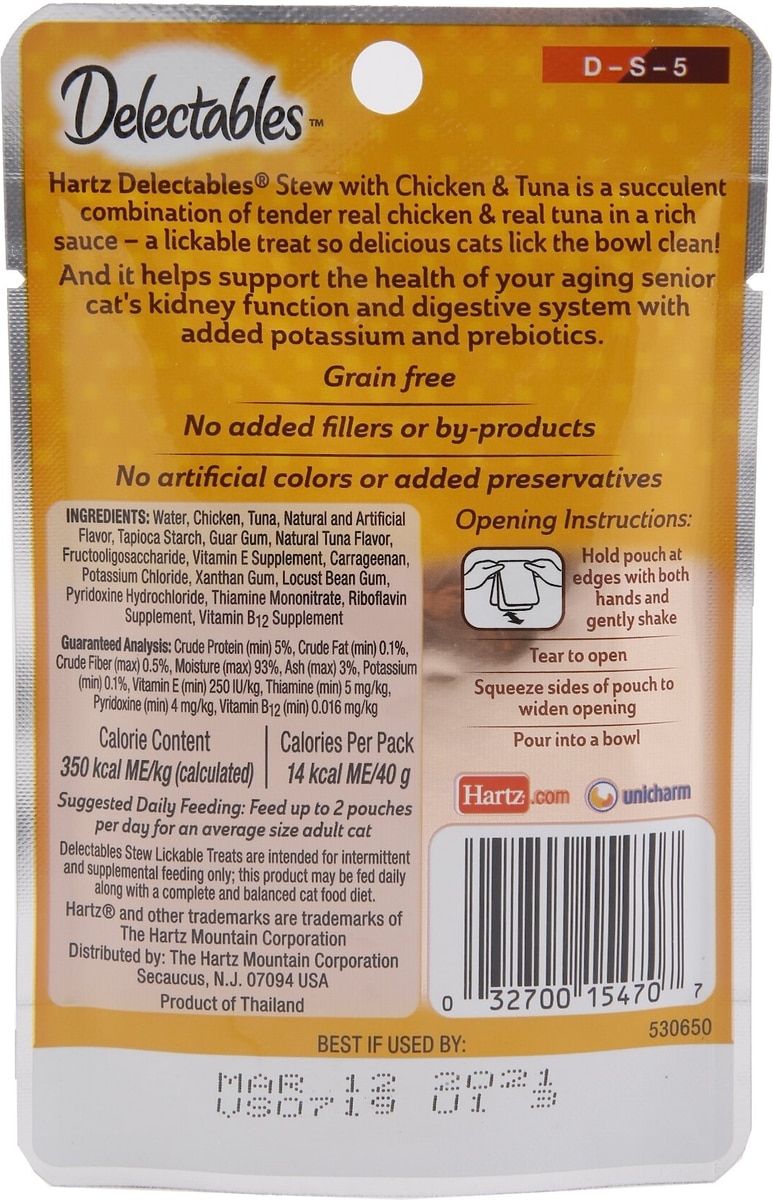 Delectables™
D – S – 5
Hartz Delectables® Stew with Chicken & Tuna is a succulent
combination of tender real chicken & real tuna in a rich
sauce – a lickable treat so delicious cats lick the bowl clean!
And it helps support the health of your aging senior
cat's kidney function and digestive system with
added potassium and prebiotics.
Grain free
No added fillers or by-products
No artificial colors or added preservatives
INGREDIENTS: Water, Chicken, Tuna, Natural and Artificial
Flavor, Tapioca Starch, Guar Gum, Natural Tuna Flavor,
Fructooligosaccharide, Vitamin E Supplement, Carrageenan,
Potassium Chloride, Xanthan Gum, Locust Bean Gum,
Pyridoxine Hydrochloride, Thiamine Mononitrate, Riboflavin
Supplement, Vitamin B12 Supplement
Guaranteed Analysis: Crude Protein (min) 5%, Crude Fat (min) 0.1%,
Crude Fiber (max) 0.5%, Moisture (max) 93%, Ash (max) 3%, Potassium
(min) 0.1%, Vitamin E (min) 250 IU/kg, Thiamine (min) 5 mg/kg,
Pyridoxine (min) 4 mg/kg, Vitamin B12 (min) 0.016 mg/kg
Calorie Content
350 kcal ME/kg (calculated)
Calories Per Pack
14 kcal ME/40 g
Suggested Daily Feeding: Feed up to 2 pouches
per day for an average size adult cat
Delectables Stew Lickable Treats are intended for intermittent
and supplemental feeding only; this product may be fed daily
along with a complete and balanced cat food diet.
Hartz® and other trademarks are trademarks of
The Hartz Mountain Corporation
Distributed by: The Hartz Mountain Corporation
Secaucus, N.J. 07094 USA
Product of Thailand
Opening Instructions:
Hold pouch at
edges with both
hands and
gently shake
Tear to open
Squeeze sides of pouch to
widen opening
Pour into a bowl
Hartz.com
unicharm
0 32700 15470 7
530650
BEST IF USED BY:
MAR 12 2021
VS0719 01 3